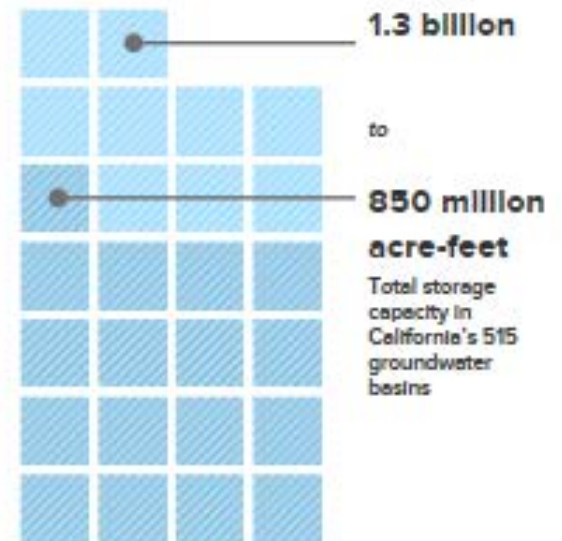 1.3 billion
to
850 million
acre-feet
Total storage
capacity in
California's 515
groundwater
basins